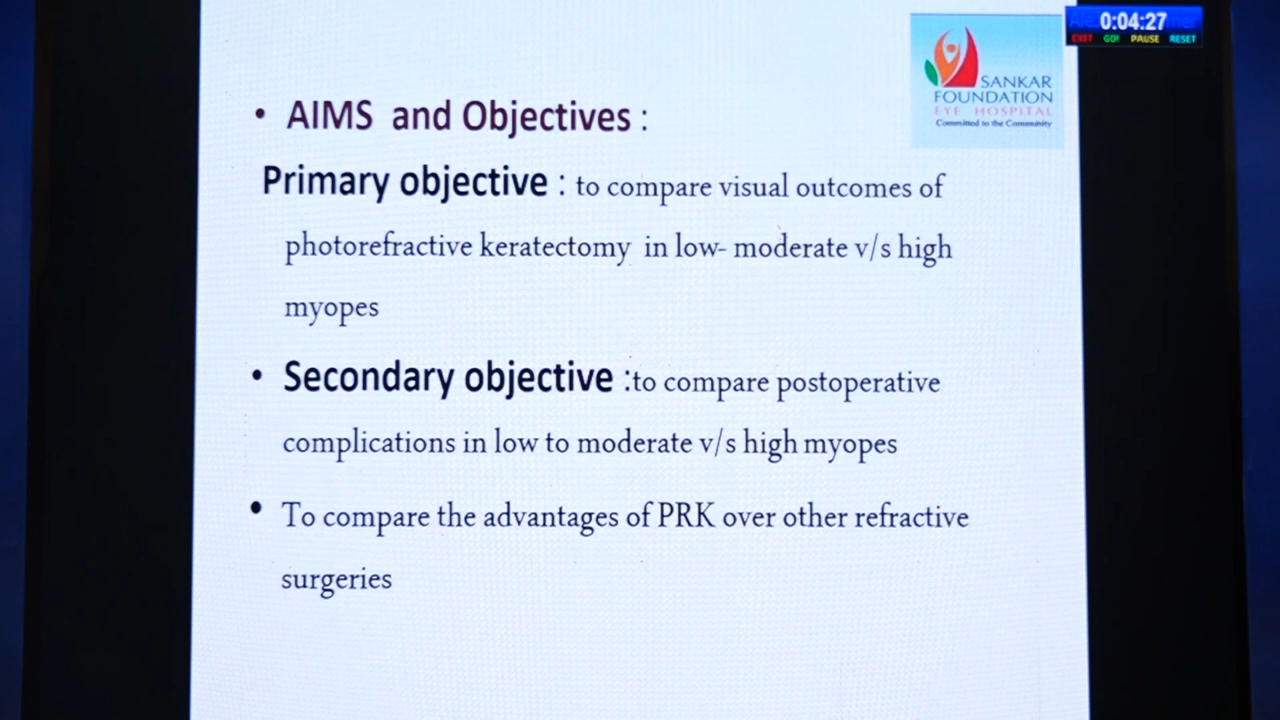 0:04:27
EXIT GO! PAUSE RESET
SANKAR
FOUNDATION
EYE HOSPITAL
Committed to the Community
• AIMS and Objectives :
Primary objective : to compare visual outcomes of
photorefractive keratectomy in low- moderate v/s high
myopes
• Secondary objective :to compare postoperative
complications in low to moderate v/s high myopes
• To compare the advantages of PRK over other refractive
surgeries